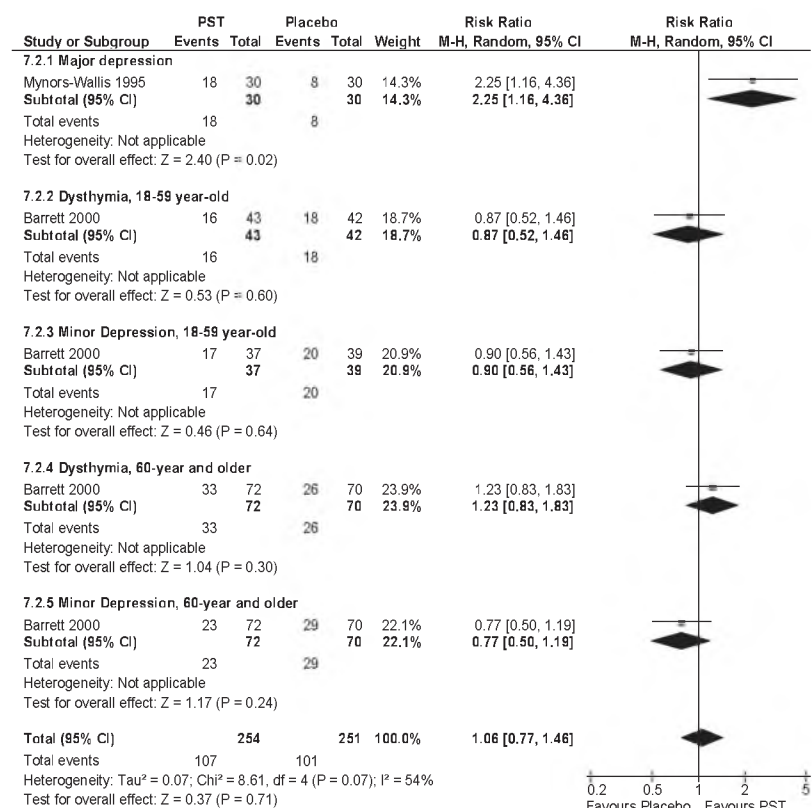 PST Placebo Risk Ratio Risk Ratio
Study or Subgroup Events Total Events Total Weight M-H, Random, 95% CI M-H, Random, 95% CI
7.2.1 Major depression
Mynors-Wallis 1995 18 30 8 30 14.3% 2.25 [1.16, 4.36]
Subtotal (95% CI) 30 30 14.3% 2.25 [1.16, 4.36]
Total events 18 8
Heterogeneity: Not applicable
Test for overall effect: Z = 2.40 (P = 0.02)
7.2.2 Dysthymia, 18-59 year-old
Barrett 2000 16 43 18 42 18.7% 0.87 [0.52, 1.46]
Subtotal (95% CI) 43 42 18.7% 0.87 [0.52, 1.46]
Total events 16 18
Heterogeneity: Not applicable
Test for overall effect: Z = 0.53 (P = 0.60)
7.2.3 Minor Depression, 18-59 year-old
Barrett 2000 17 37 20 39 20.9% 0.90 [0.56, 1.43]
Subtotal (95% CI) 37 39 20.9% 0.90 [0.56, 1.43]
Total events 17 20
Heterogeneity: Not applicable
Test for overall effect: Z = 0.46 (P = 0.64)
7.2.4 Dysthymia, 60-year and older
Barrett 2000 33 72 26 70 23.9% 1.23 [0.83, 1.83]
Subtotal (95% CI) 72 70 23.9% 1.23 [0.83, 1.83]
Total events 33 26
Heterogeneity: Not applicable
Test for overall effect: Z = 1.04 (P = 0.30)
7.2.5 Minor Depression, 60-year and older
Barrett 2000 23 72 29 70 22.1% 0.77 [0.50, 1.19]
Subtotal (95% CI) 72 70 22.1% 0.77 [0.50, 1.19]
Total events 23 29
Heterogeneity: Not applicable
Test for overall effect: Z = 1.17 (P = 0.24)
Total (95% CI) 254 251 100.0% 1.06 [0.77, 1.46]
Total events 107 101
Heterogeneity: Tau² = 0.07; Chi² = 8.61, df = 4 (P = 0.07); I² = 54%
Test for overall effect: Z = 0.37 (P = 0.71)
0.2 0.5 1 2 5
Favours Placebo Favours PST